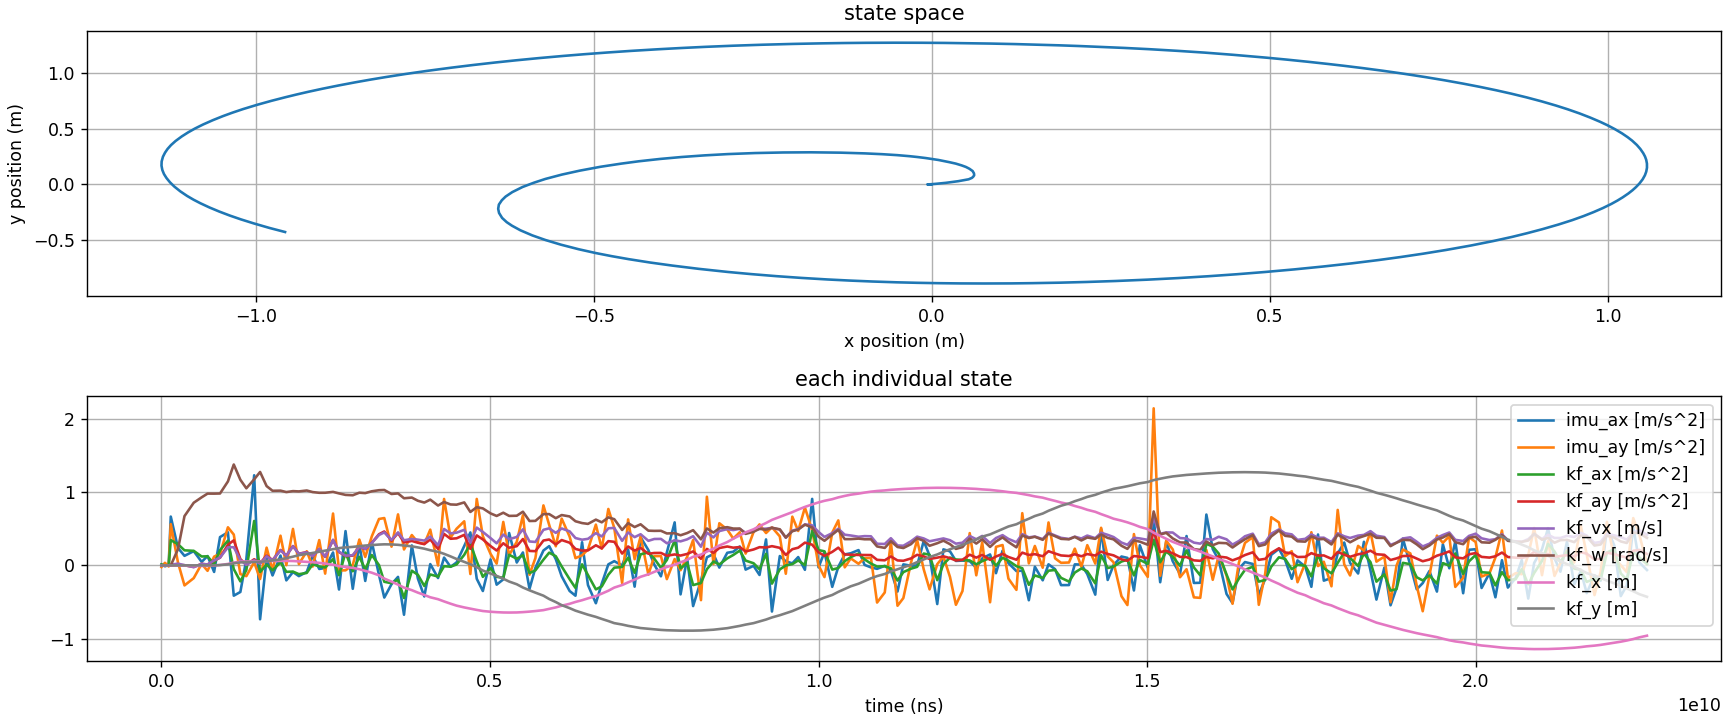 state space
y position (m)
1.0
0.5
0.0
−0.5
−1.0
−0.5
0.0
0.5
1.0
x position (m)
each individual state
2
1
0
−1
imu_ax [m/s^2]
imu_ay [m/s^2]
kf_ax [m/s^2]
kf_ay [m/s^2]
kf_vx [m/s]
kf_w [rad/s]
kf_x [m]
kf_y [m]
0.0
0.5
1.0
1.5
2.0
time (ns)
1e10